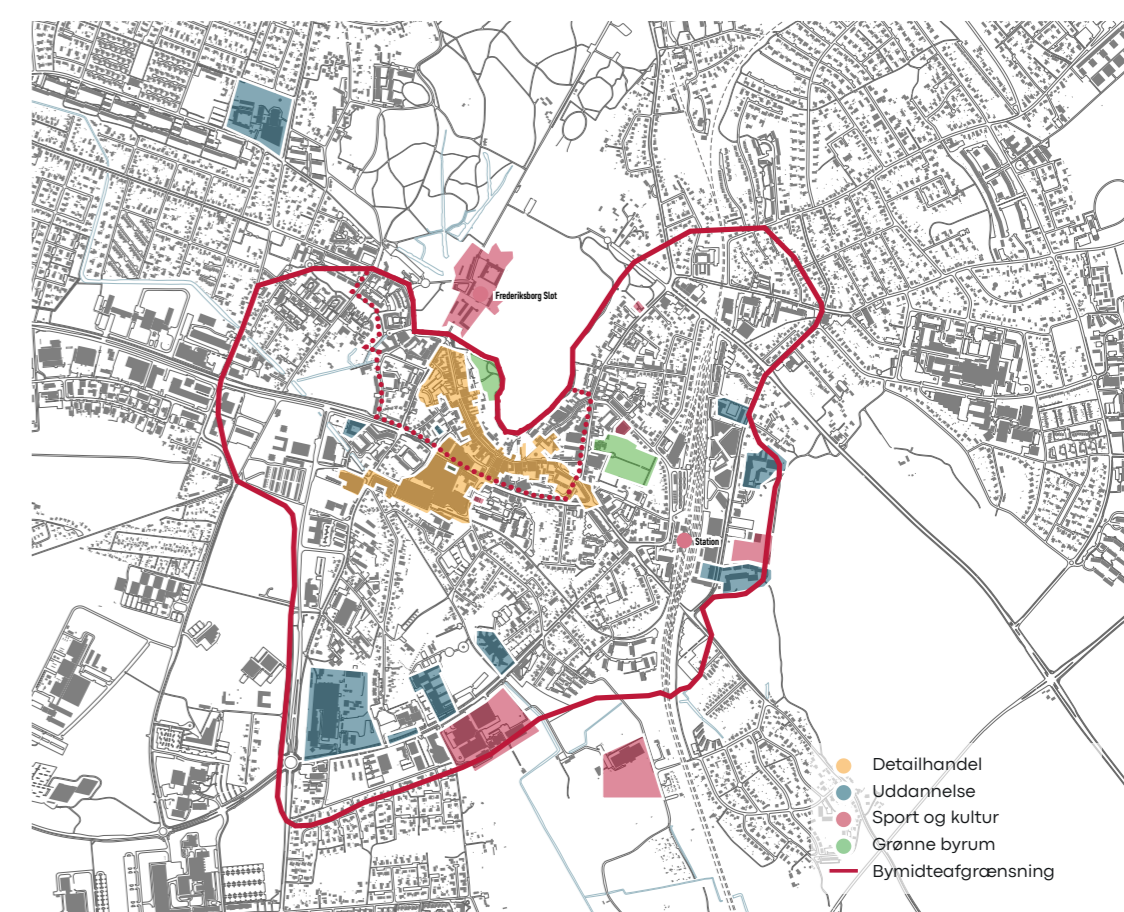 Frederiksborg Slot
Station
Detailhandel
Uddannelse
Sport og kultur
Grønne byrum
Bymidteafgrænsning